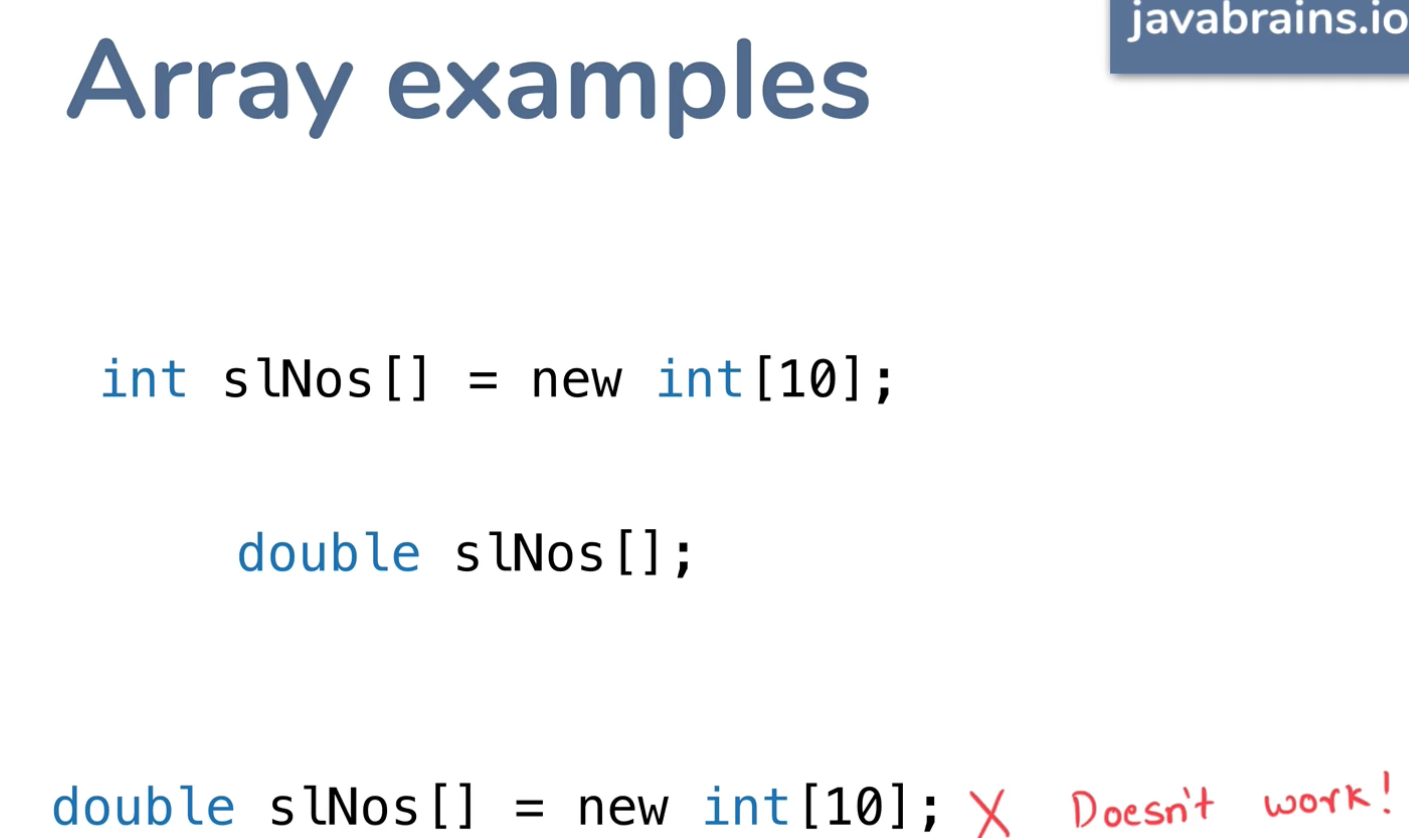 javabrains.io
Array examples
int slNos[] = new int[10];
double slNos[];
double slNos[] = new int[10]; X Doesn't work!